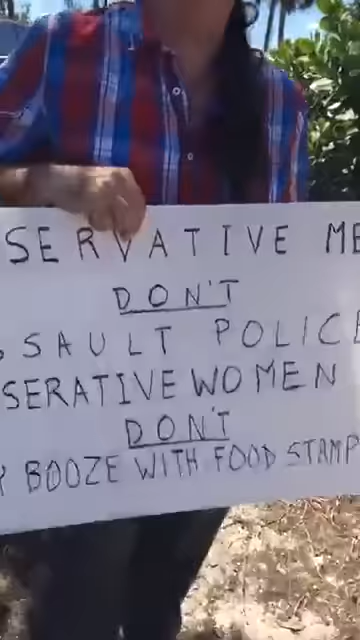 SERVATIVE ME
DON'T
SAULT POLICE
SERATIVE WOMEN
DON'T
Y BOOZE WITH FOOD STAMP